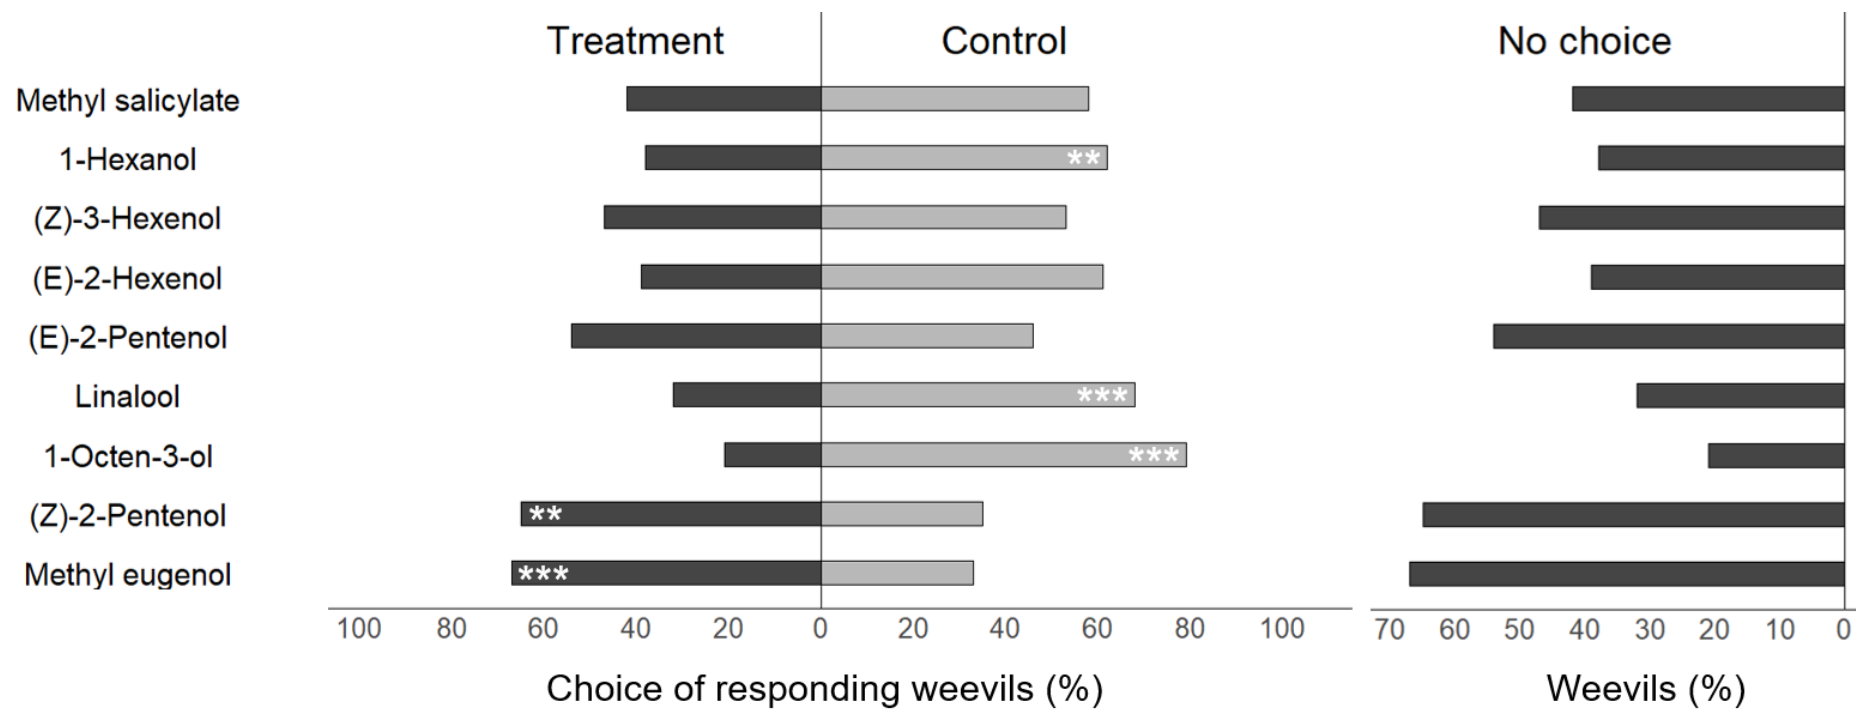 Treatment Control No choice
Methyl salicylate
1-Hexanol **
(Z)-3-Hexenol
(E)-2-Hexenol
(E)-2-Pentenol
Linalool ***
1-Octen-3-ol ***
(Z)-2-Pentenol **
Methyl eugenol ***
100 80 60 40 20 0 20 40 60 80 100 70 60 50 40 30 20 10 0
Choice of responding weevils (%) Weevils (%)